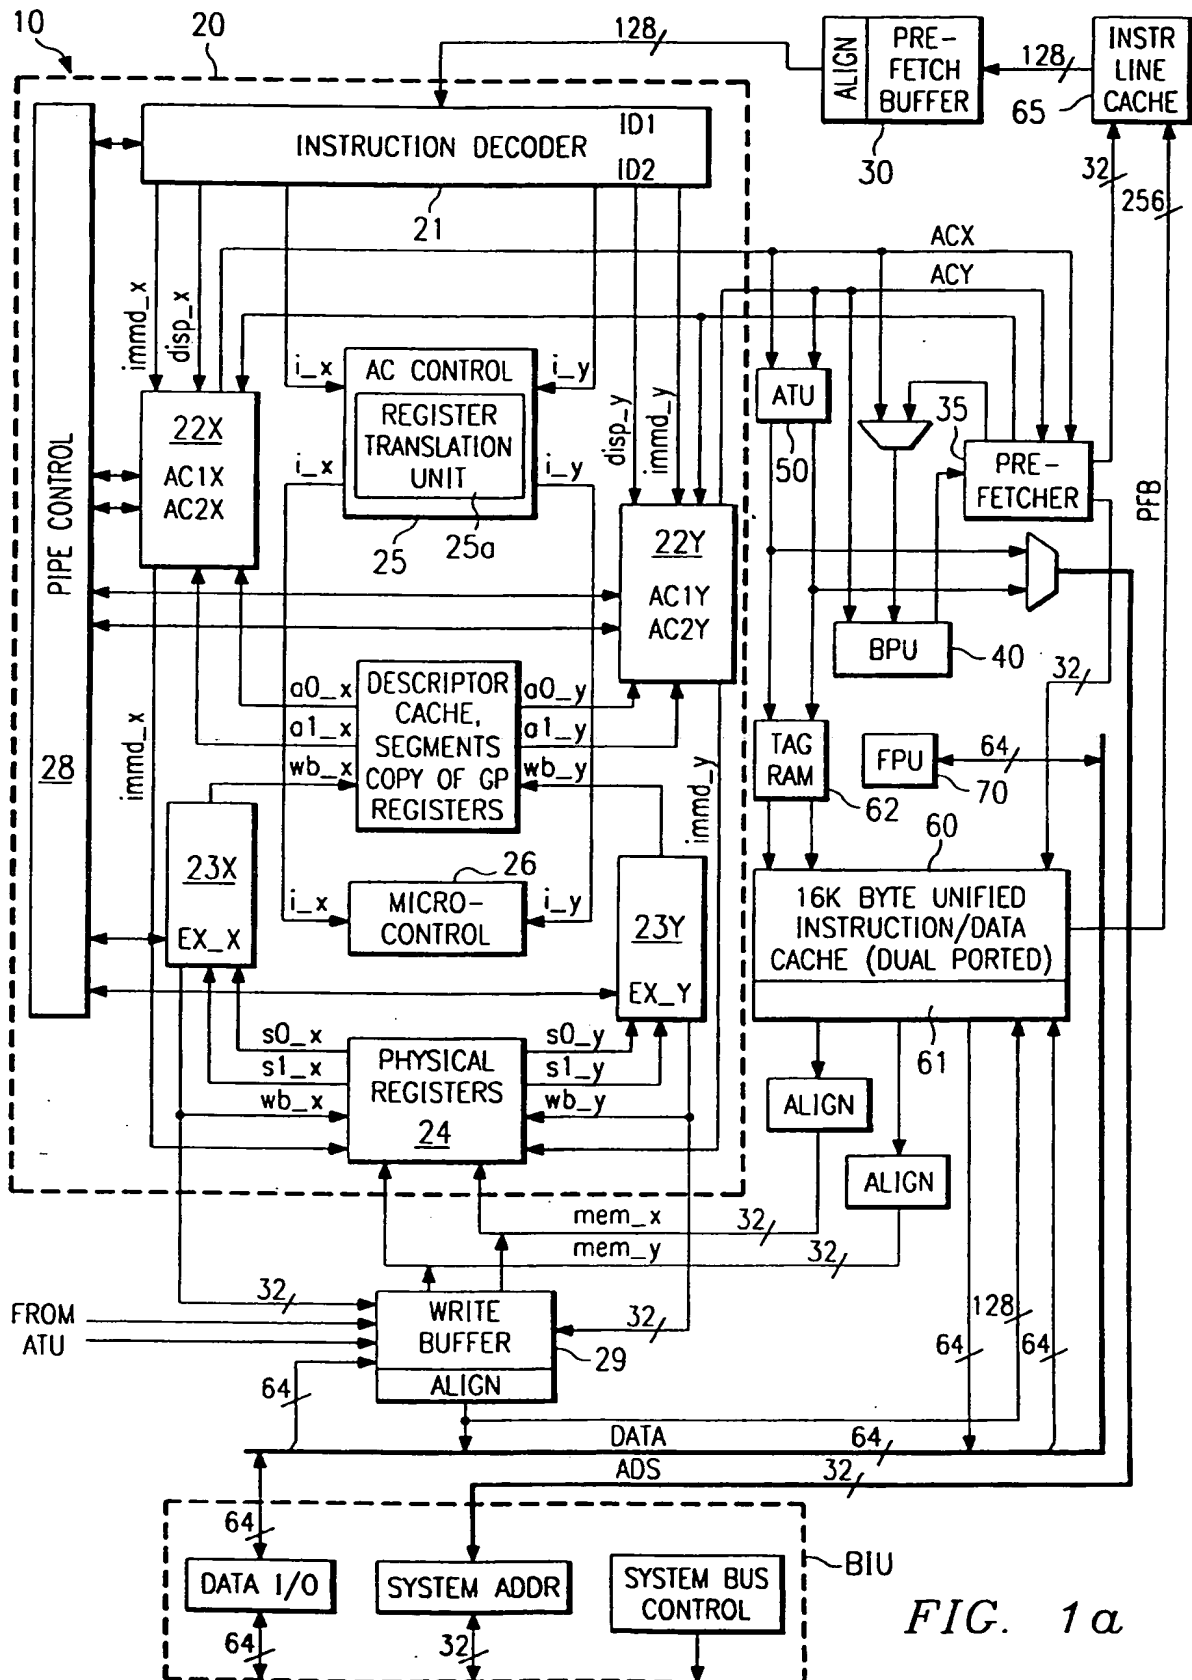 10
20
128
ALIGN
PRE-
FETCH
BUFFER
30
128
INSTR
LINE
CACHE
65
INSTRUCTION DECODER
ID1
ID2
21
32
256
immd_x
disp_x
ACX
ACY
i_x
AC CONTROL
i_y
REGISTER
TRANSLATION
UNIT
i_x
i_y
25
25a
disp_y
immd_y
ATU
50
35
PRE-
FETCHER
PFB
PIPE CONTROL
28
22X
AC1X
AC2X
22Y
AC1Y
AC2Y
BPU
40
32
immd_x
a0_x
a1_x
wb_x
DESCRIPTOR
CACHE,
SEGMENTS
COPY OF GP
REGISTERS
a0_y
a1_y
wb_y
immd_y
TAG
RAM
62
FPU
70
64
60
23X
EX_X
26
i_x
MICRO-
CONTROL
i_y
23Y
EX_Y
16K BYTE UNIFIED
INSTRUCTION/DATA
CACHE (DUAL PORTED)
61
s0_x
s1_x
wb_x
PHYSICAL
REGISTERS
24
s0_y
s1_y
wb_y
ALIGN
ALIGN
mem_x
32
mem_y
32
FROM
ATU
32
WRITE
BUFFER
ALIGN
32
29
64
128
64
64
DATA
64
ADS
32
64
DATA I/O
64
SYSTEM ADDR
32
SYSTEM BUS
CONTROL
BIU
FIG. 1a